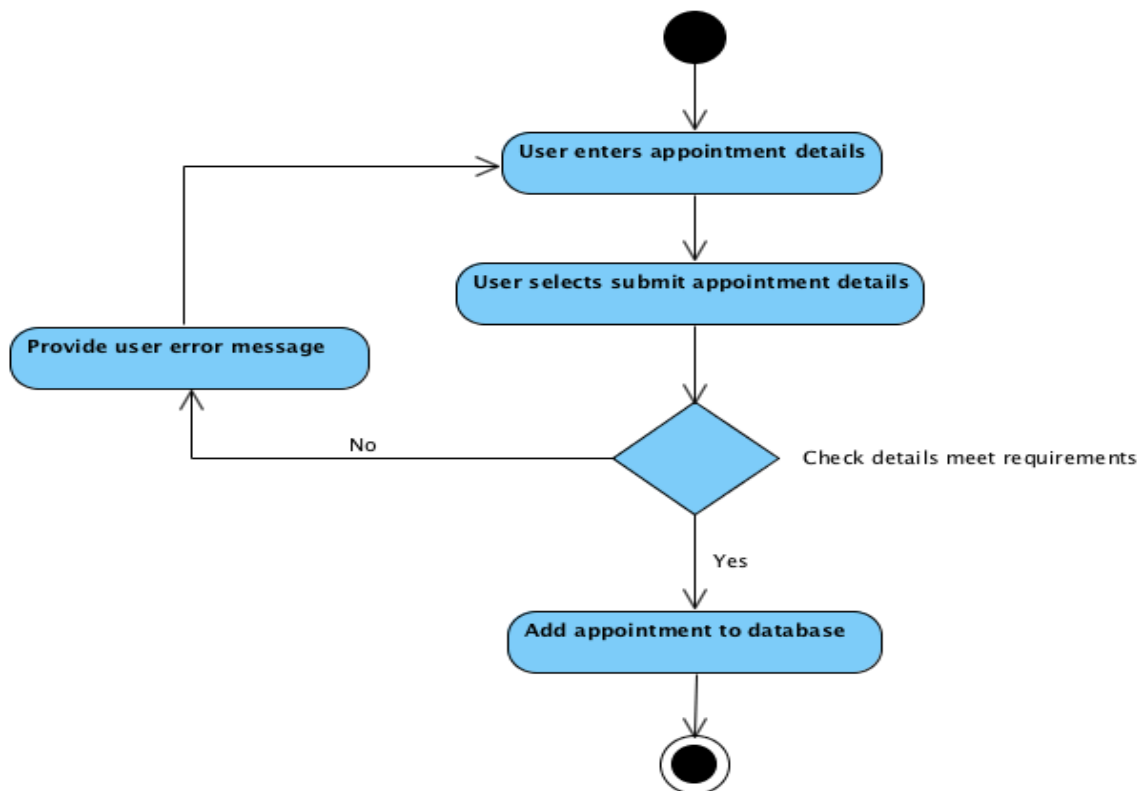 User enters appointment details
User selects submit appointment details
Provide user error message
No
Check details meet requirements
Yes
Add appointment to database